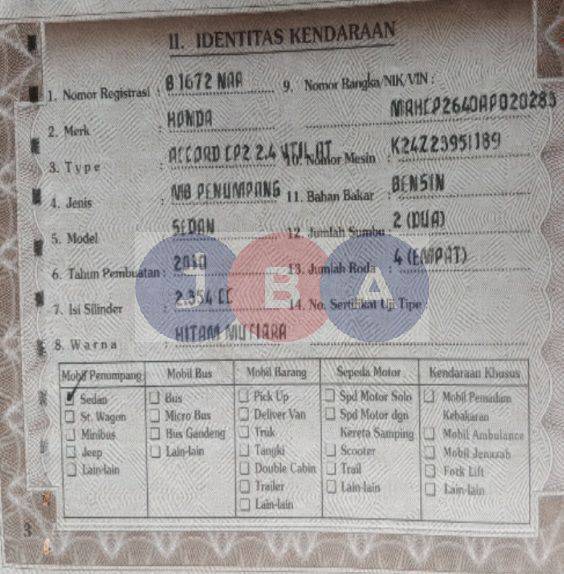 II. IDENTITAS KENDARAAN
1. Nomor Registrasi : B 1672 NAA
2. Merk : HONDA
3. Type : ACCORD CP2 2.4 VTIL AT
4. Jenis : MB PENUMPANG
5. Model : SEDAN
6. Tahun Pembuatan : 2010
7. Isi Silinder : 2.354 CC
8. Warna : HITAM MUTIARA
9. Nomor Rangka/NIK/VIN :
MRHCP2640AP020283
10. Nomor Mesin : K24Z23951189
11. Bahan Bakar : BENSIN
12. Jumlah Sumbu : 2 (DUA)
13. Jumlah Roda : 4 (EMPAT)
14. No. Sertifikat Uji Tipe :
BA
Mobil Penumpang
Sedan
St. Wagon
Minibus
Jeep
Lain-lain
Mobil Bus
Bus
Micro Bus
Bus Gandeng
Lain-lain
Mobil Barang
Pick Up
Deliver Van
Truk
Tangki
Double Cabin
Trailer
Lain-lain
Sepeda Motor
Spd Motor Solo
Spd Motor dgn
Kereta Samping
Scooter
Trail
Lain-lain
Kendaraan Khusus
Mobil Pemadam
Kebakaran
Mobil Ambulance
Mobil Jenazah
Fock Lift
Lain-lain
3